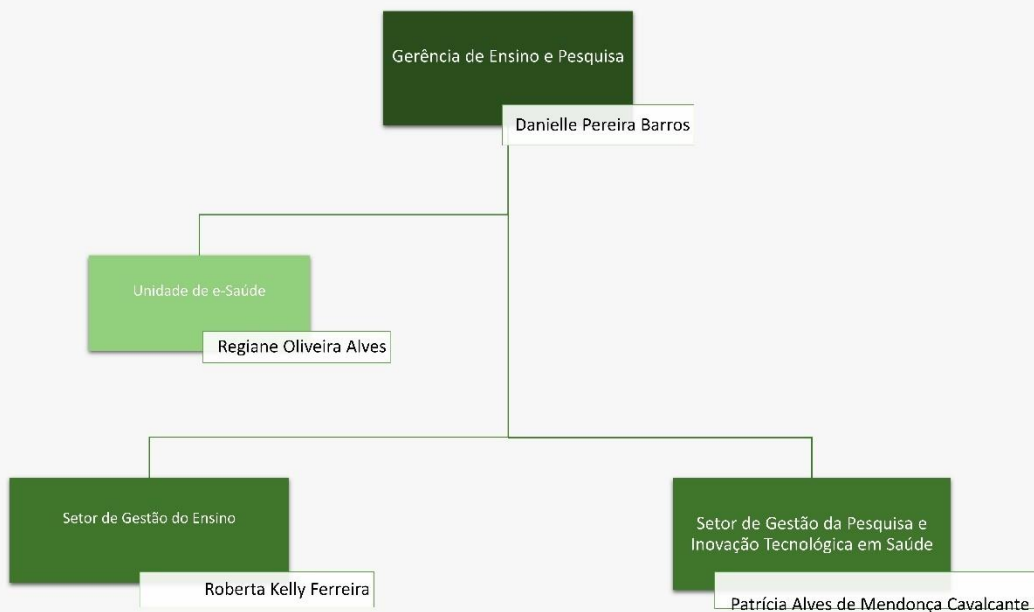 Gerência de Ensino e Pesquisa
Danielle Pereira Barros
Unidade de e-Saúde
Regiane Oliveira Alves
Setor de Gestão do Ensino
Roberta Kelly Ferreira
Setor de Gestão da Pesquisa e
Inovação Tecnológica em Saúde
Patrícia Alves de Mendonça Cavalcante